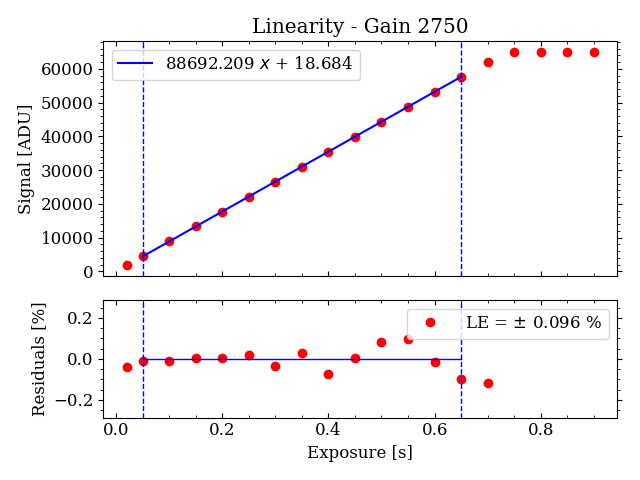 Linearity - Gain 2750
88692.209 x + 18.684
Signal [ADU]
60000
50000
40000
30000
20000
10000
0
LE = ± 0.096 %
Residuals [%]
0.2
0.0
−0.2
0.0 0.2 0.4 0.6 0.8
Exposure [s]